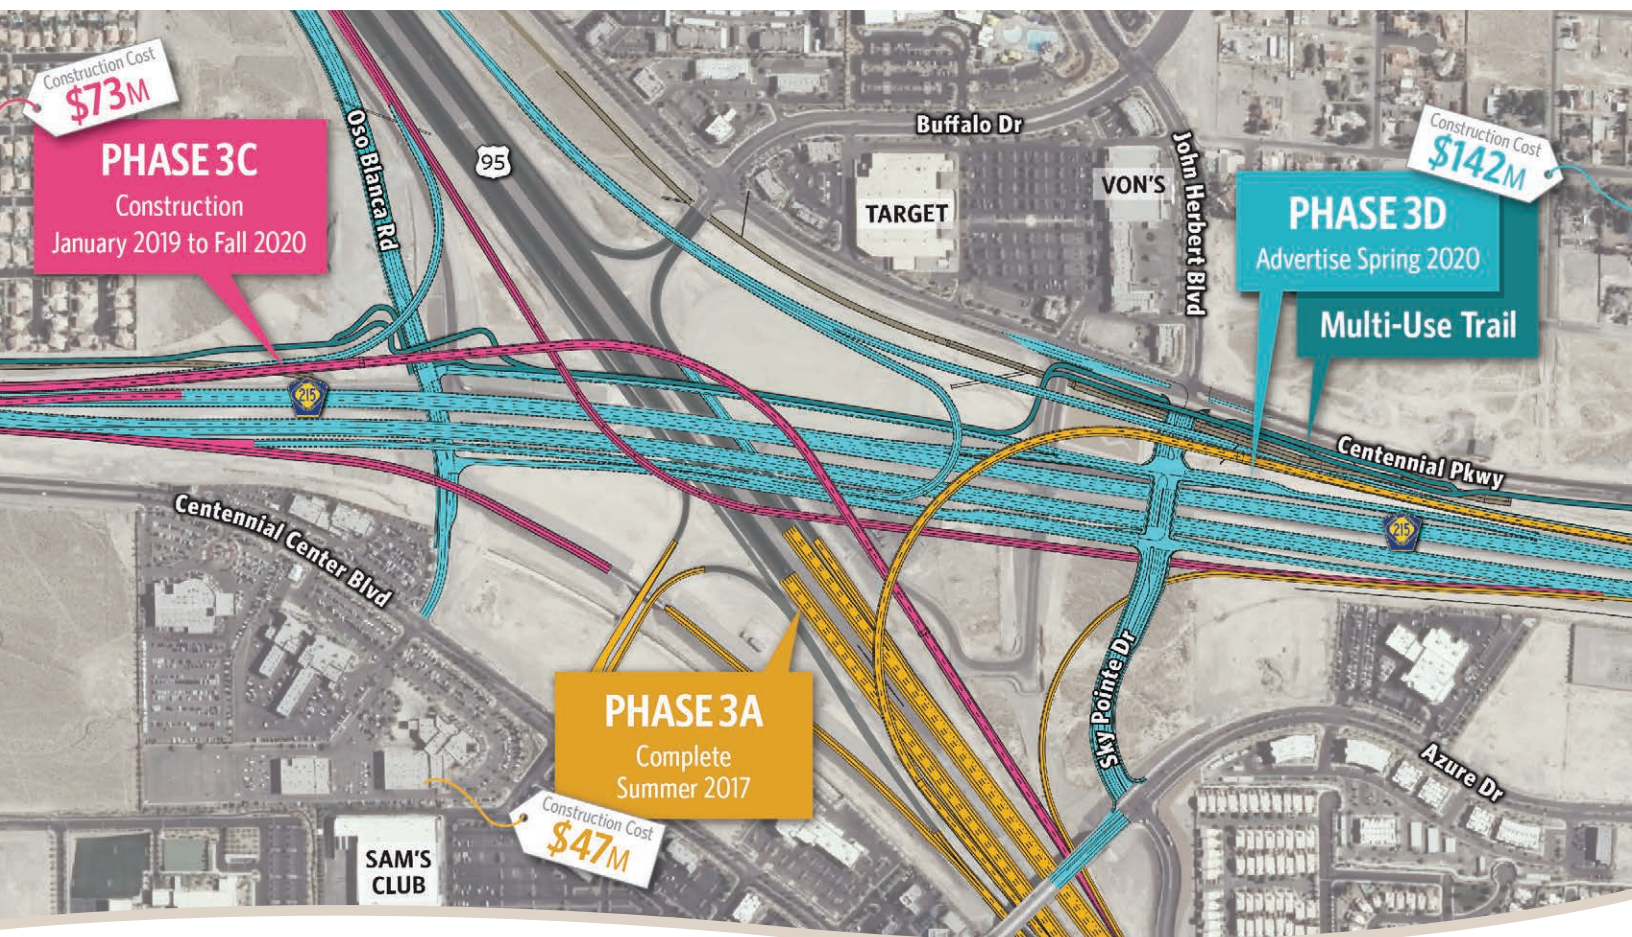 Construction Cost
$73M
PHASE 3C
Construction
January 2019 to Fall 2020
Oso Blanca Rd
95
Buffalo Dr
TARGET
VON'S
John Herbert Blvd
Construction Cost
$142M
PHASE 3D
Advertise Spring 2020
Multi-Use Trail
215
Centennial Pkwy
215
Centennial Center Blvd
PHASE 3A
Complete
Summer 2017
Construction Cost
$47M
Sky Pointe Dr
Azure Dr
SAM'S
CLUB